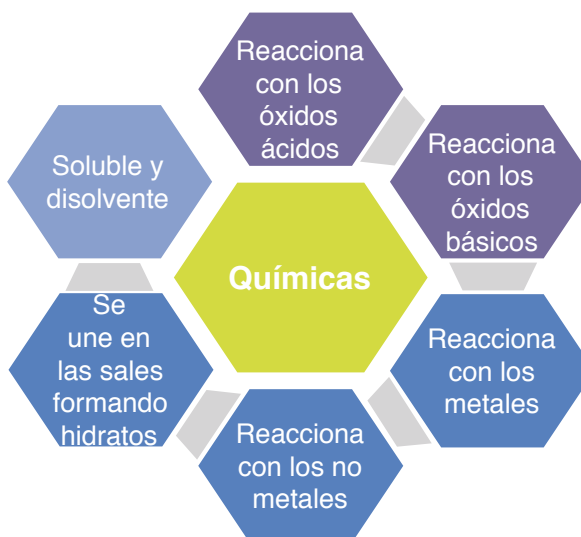 Reacciona
con los
óxidos
ácidos
Reacciona
con los
óxidos
básicos
Soluble y
disolvente
Químicas
Se
une en
las sales
formando
hidratos
Reacciona
con los
metales
Reacciona
con los no
metales